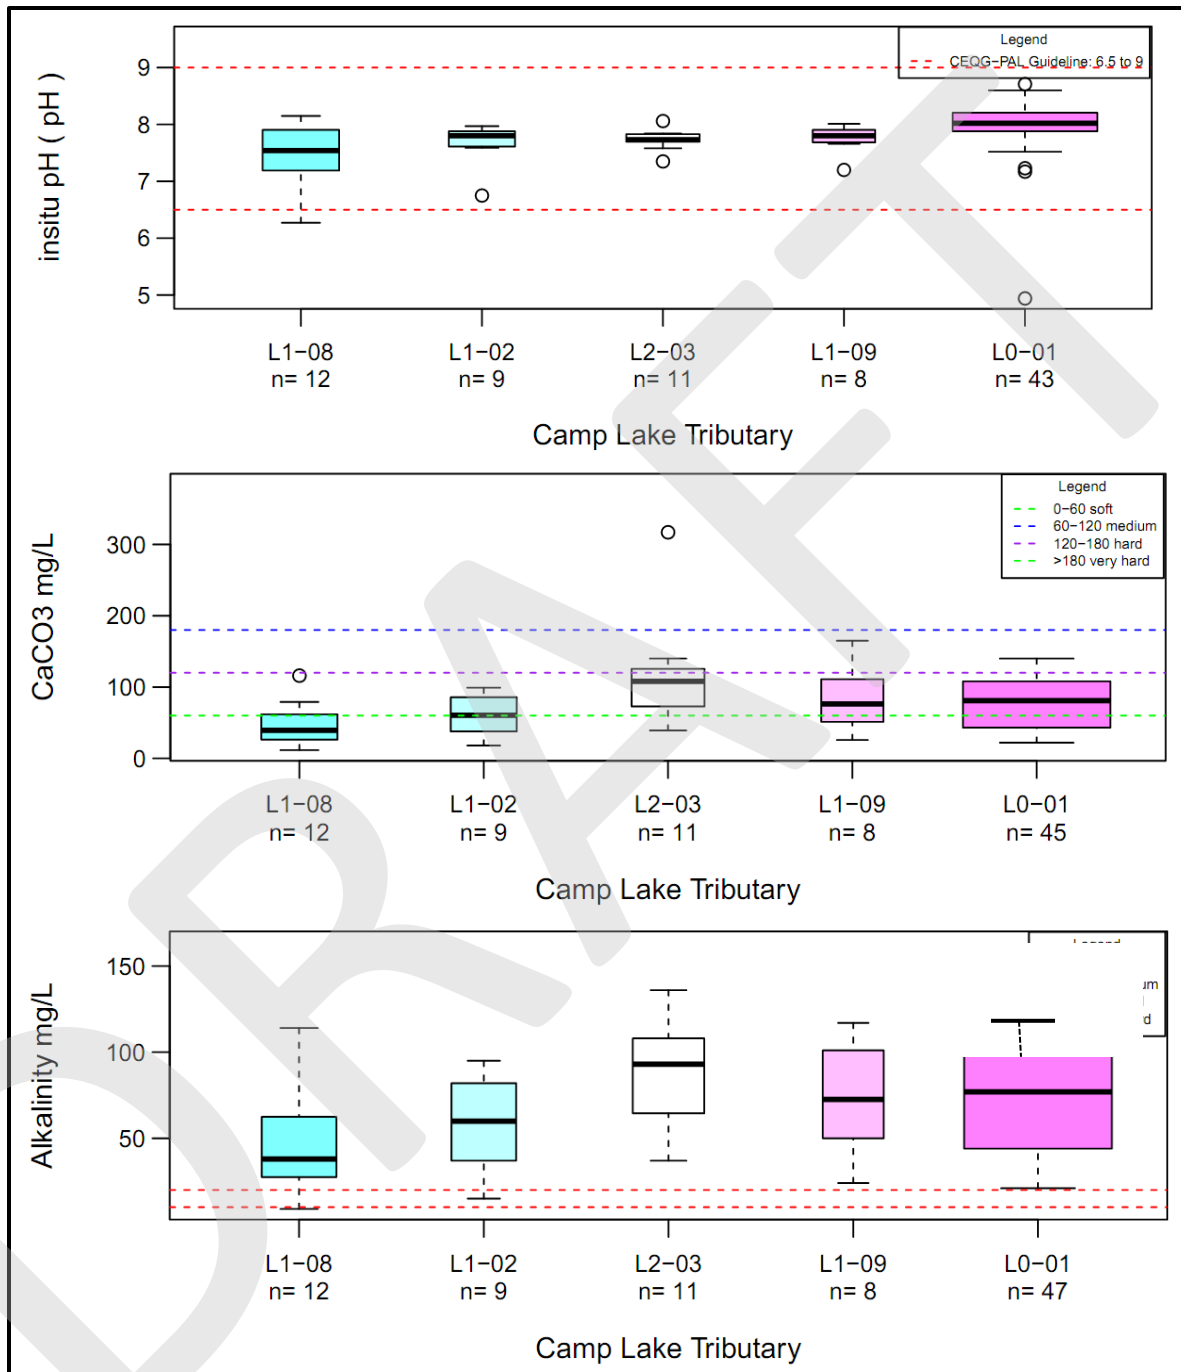 Legend
CEQG-PAL Guideline: 6.5 to 9
insitu pH ( pH )
9
8
7
6
5
L1-08
n= 12
L1-02
n= 9
L2-03
n= 11
L1-09
n= 8
L0-01
n= 43
Camp Lake Tributary
Legend
0-60 soft
60-120 medium
120-180 hard
>180 very hard
CaCO3 mg/L
300
200
100
0
L1-08
n= 12
L1-02
n= 9
L2-03
n= 11
L1-09
n= 8
L0-01
n= 45
Camp Lake Tributary
Alkalinity mg/L
150
100
50
L1-08
n= 12
L1-02
n= 9
L2-03
n= 11
L1-09
n= 8
L0-01
n= 47
Camp Lake Tributary
DRAFT